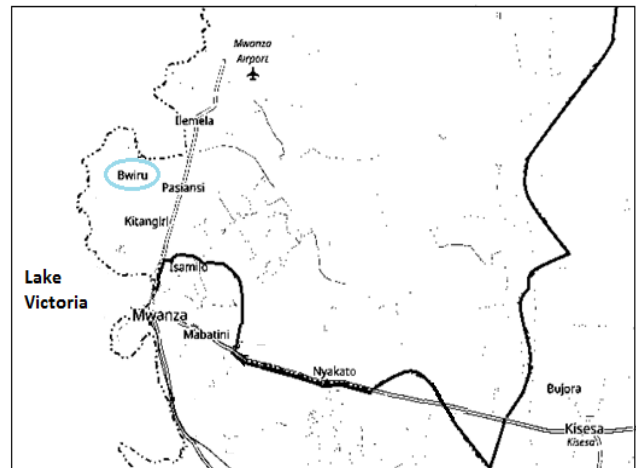 Mwanza
Airport
Ilemela
Bwiru
Pasiansi
Kitangiri
Isamilo
Lake
Victoria
Mwanza
Mabatini
Nyakato
Bujora
Kisesa
Kisesa